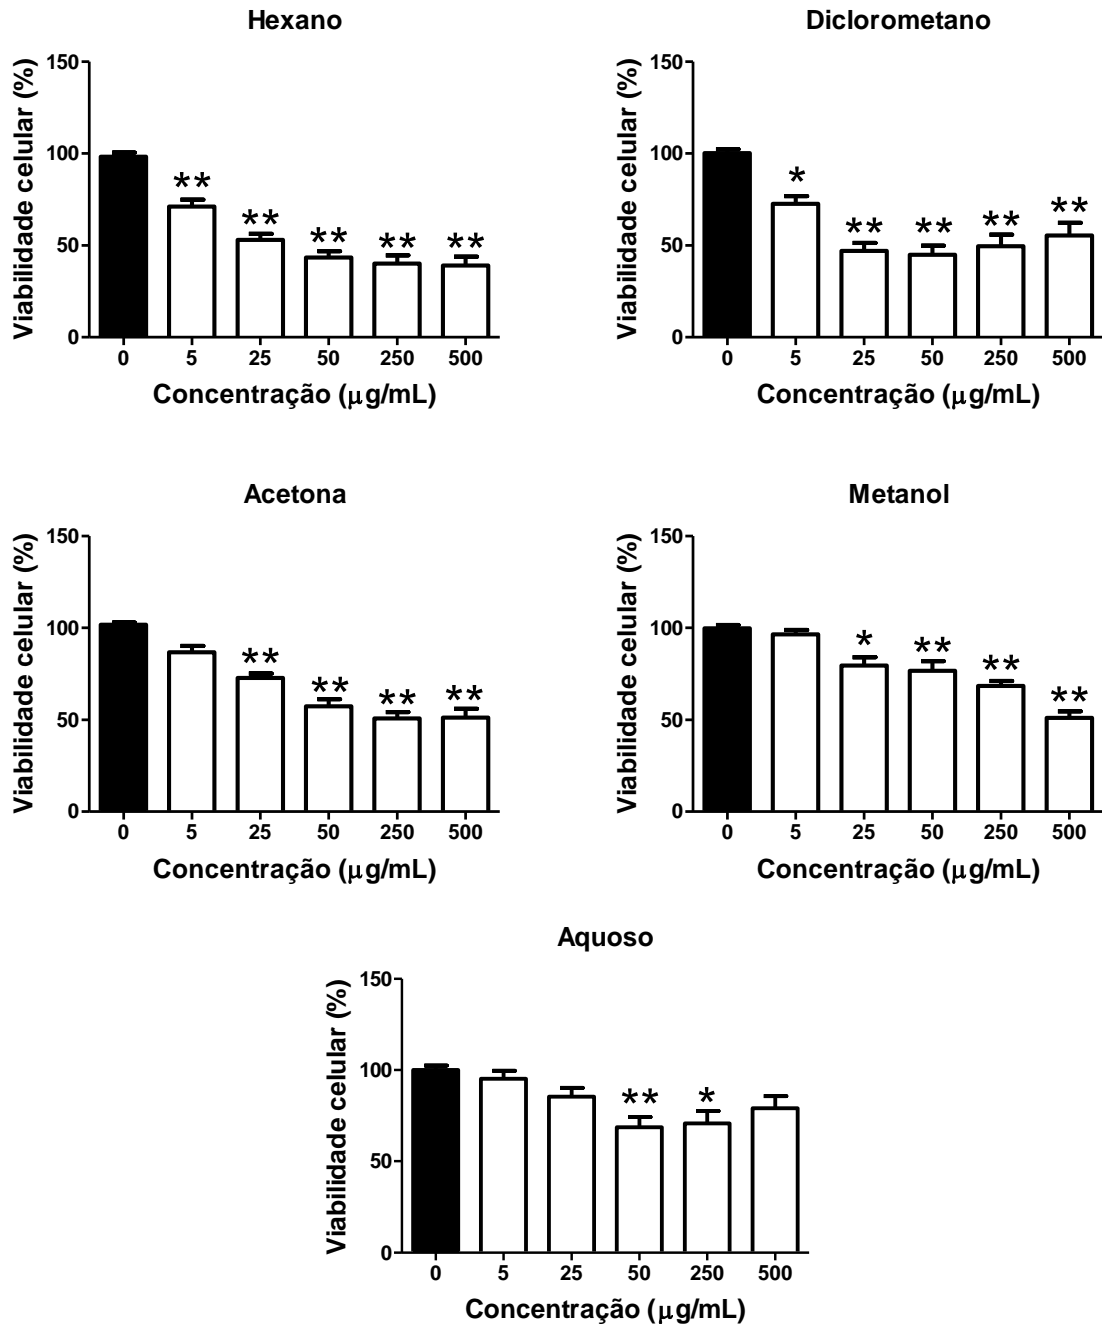 Hexano
Viabilidade celular (%)
150
100
50
0
**
**
**
**
**
0 5 25 50 250 500
Concentração (μg/mL)
Diclorometano
Viabilidade celular (%)
150
100
50
0
*
**
**
**
**
0 5 25 50 250 500
Concentração (μg/mL)
Acetona
Viabilidade celular (%)
150
100
50
0
**
**
**
**
0 5 25 50 250 500
Concentração (μg/mL)
Metanol
Viabilidade celular (%)
150
100
50
0
*
**
**
**
0 5 25 50 250 500
Concentração (μg/mL)
Aquoso
Viabilidade celular (%)
150
100
50
0
**
*
0 5 25 50 250 500
Concentração (μg/mL)